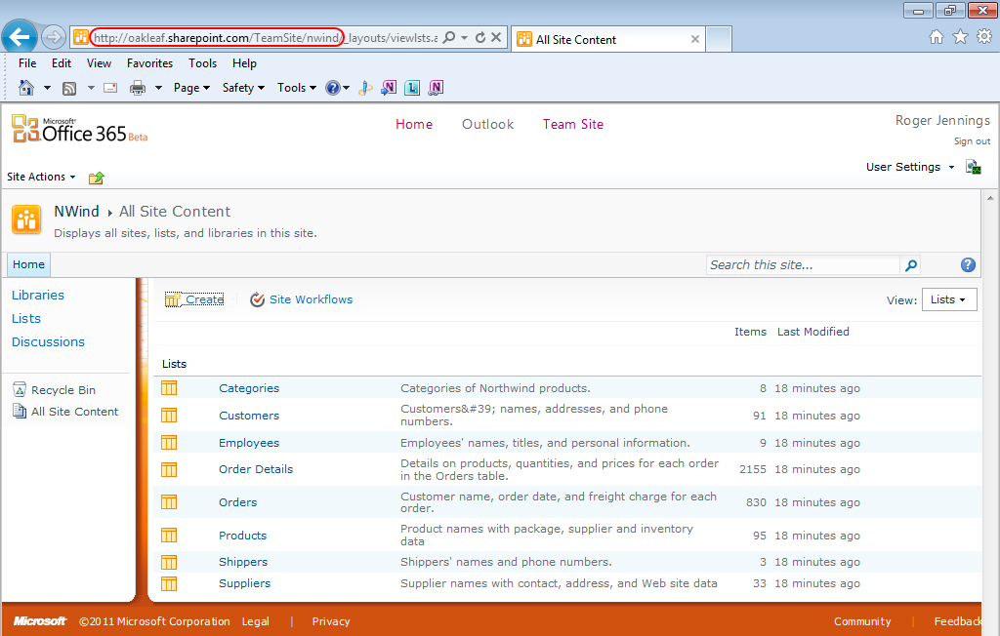 http://oakleaf.sharepoint.com/TeamSite/nwind/_layouts/viewlsts.a
All Site Content
File Edit View Favorites Tools Help
Page Safety Tools
Microsoft®
Office 365 Beta
Home Outlook Team Site
Roger Jennings
Sign out
User Settings
Site Actions
NWind All Site Content
Displays all sites, lists, and libraries in this site.
Home
Search this site...
Libraries
Lists
Discussions
Recycle Bin
All Site Content
Create Site Workflows
View: Lists
Items Last Modified
Lists
Categories Categories of Northwind products. 8 18 minutes ago
Customers Customers&#39; names, addresses, and phone
numbers. 91 18 minutes ago
Employees Employees' names, titles, and personal information. 9 18 minutes ago
Order Details Details on products, quantities, and prices for each order
in the Orders table. 2155 18 minutes ago
Orders Customer name, order date, and freight charge for each
order. 830 18 minutes ago
Products Product names with package, supplier and inventory
data 95 18 minutes ago
Shippers Shippers' names and phone numbers. 3 18 minutes ago
Suppliers Supplier names with contact, address, and Web site data 33 18 minutes ago
Microsoft ©2011 Microsoft Corporation Legal | Privacy Community | Feedback